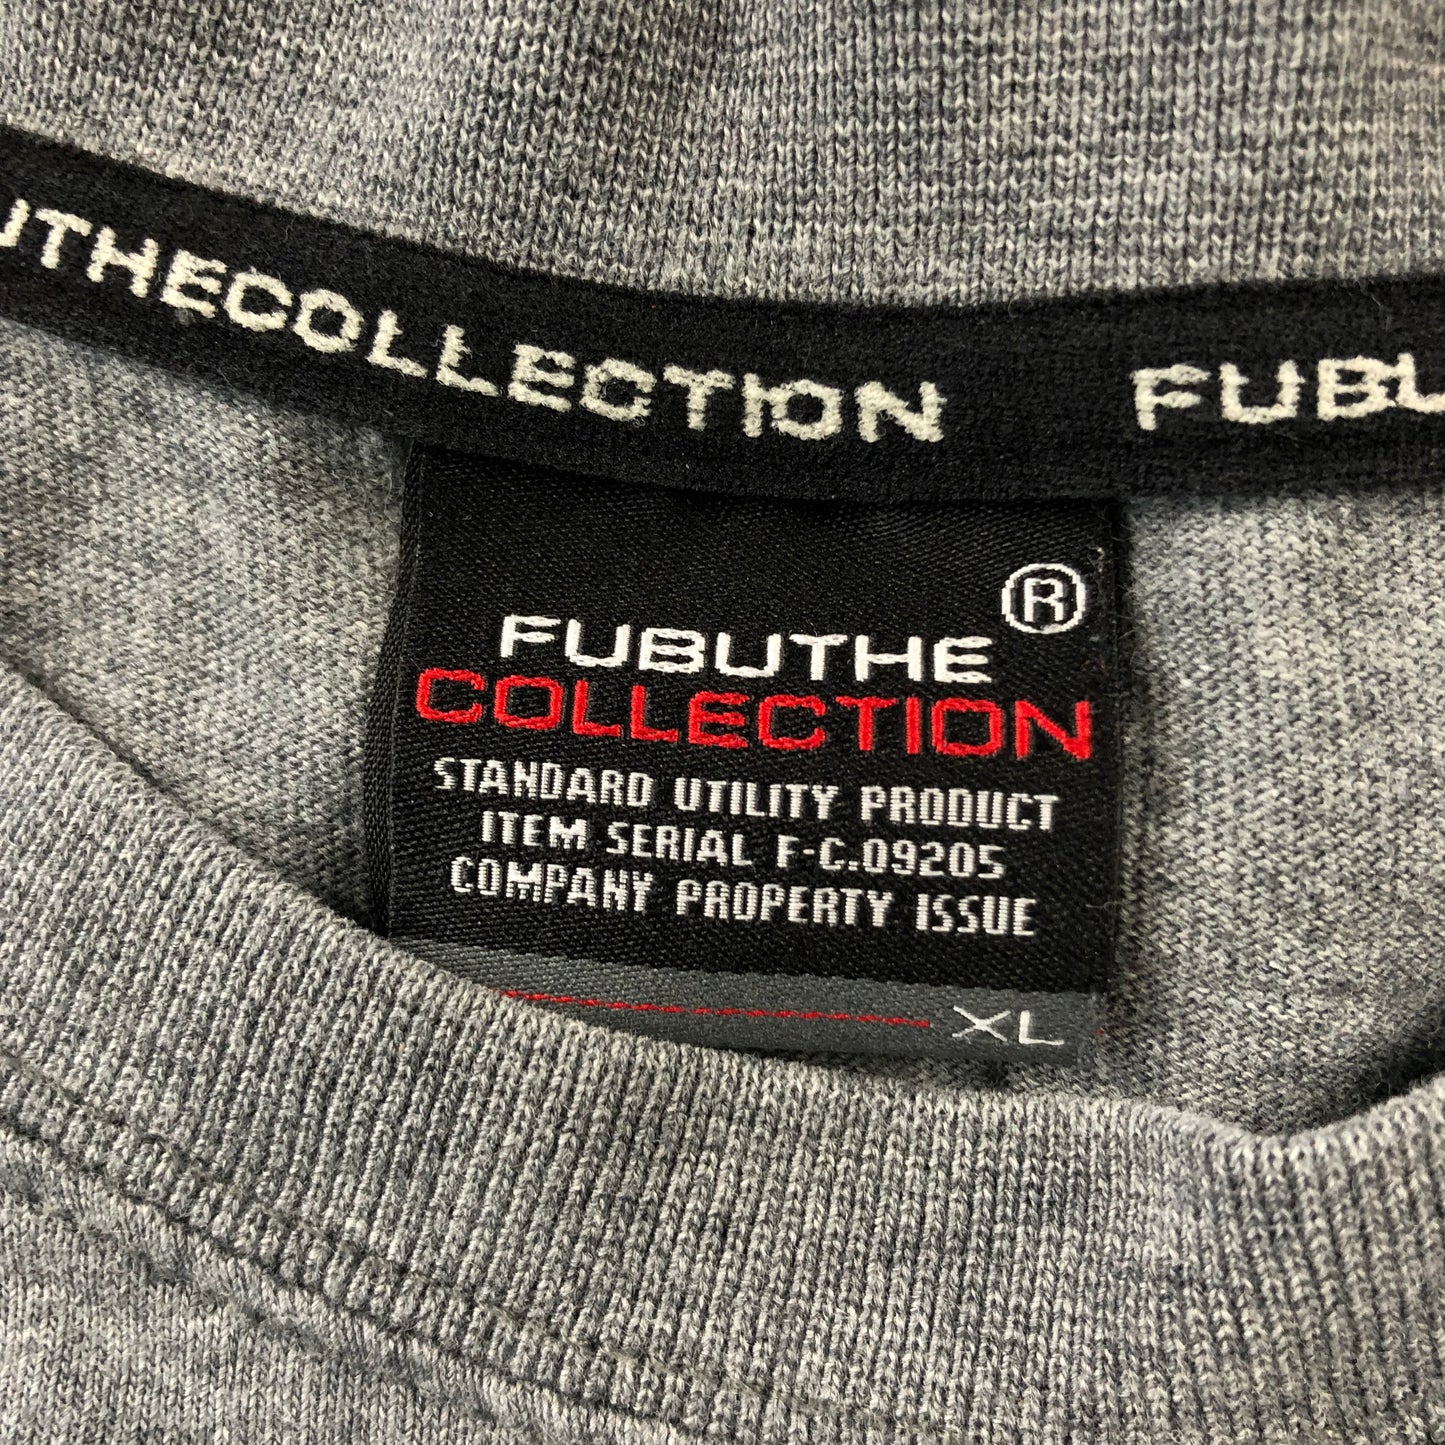 UTHECOLLECTION FUBU
®
FUBUTHE
COLLECTION
STANDARD UTILITY PRODUCT
ITEM SERIAL F-C.09205
COMPANY PROPERTY ISSUE
XL